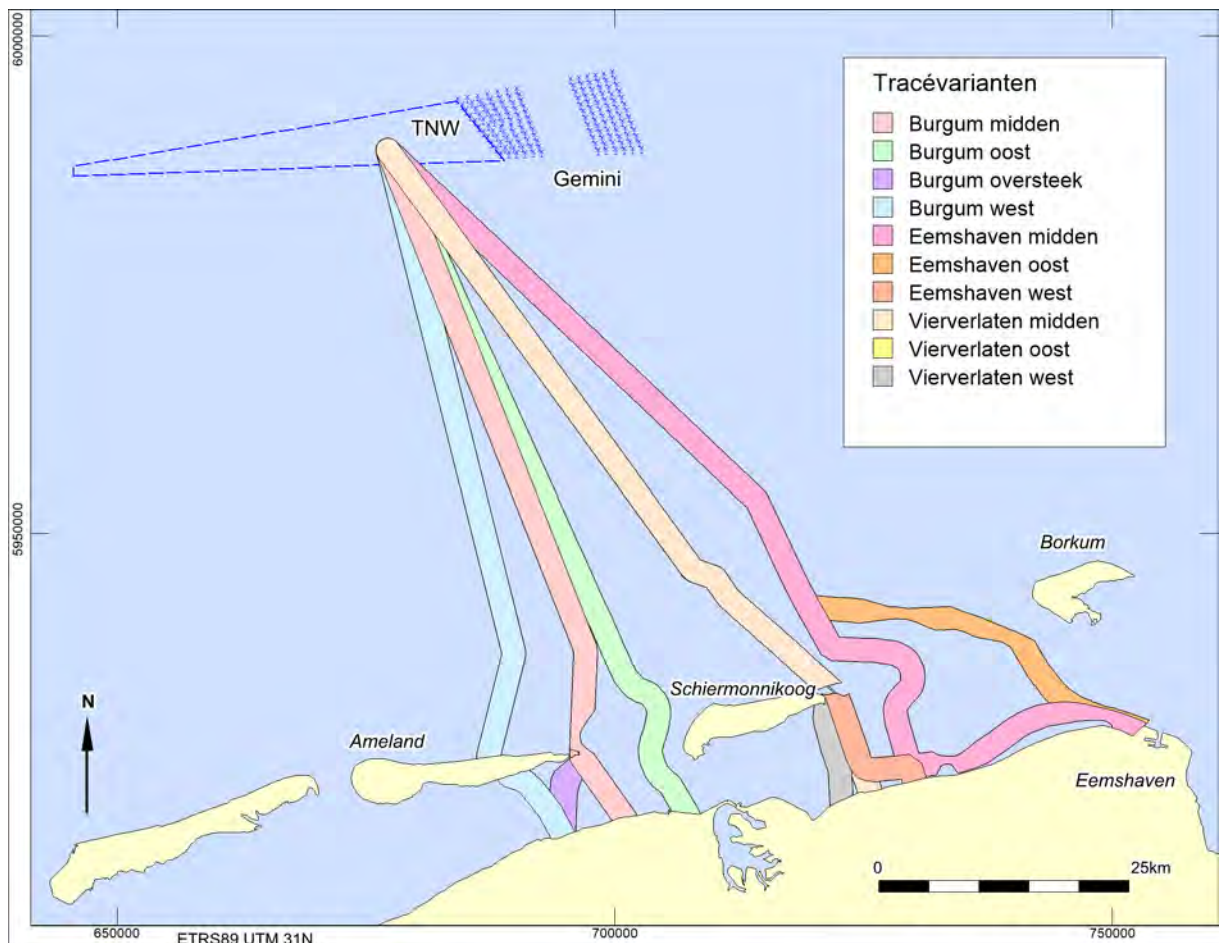 6000000
5950000
TNW
Gemini
Tracévarianten
Burgum midden
Burgum oost
Burgum oversteek
Burgum west
Eemshaven midden
Eemshaven oost
Eemshaven west
Vierverlaten midden
Vierverlaten oost
Vierverlaten west
Borkum
Schiermonnikoog
N
Ameland
Eemshaven
0
25km
650000
ETRS89 UTM 31N
700000
750000